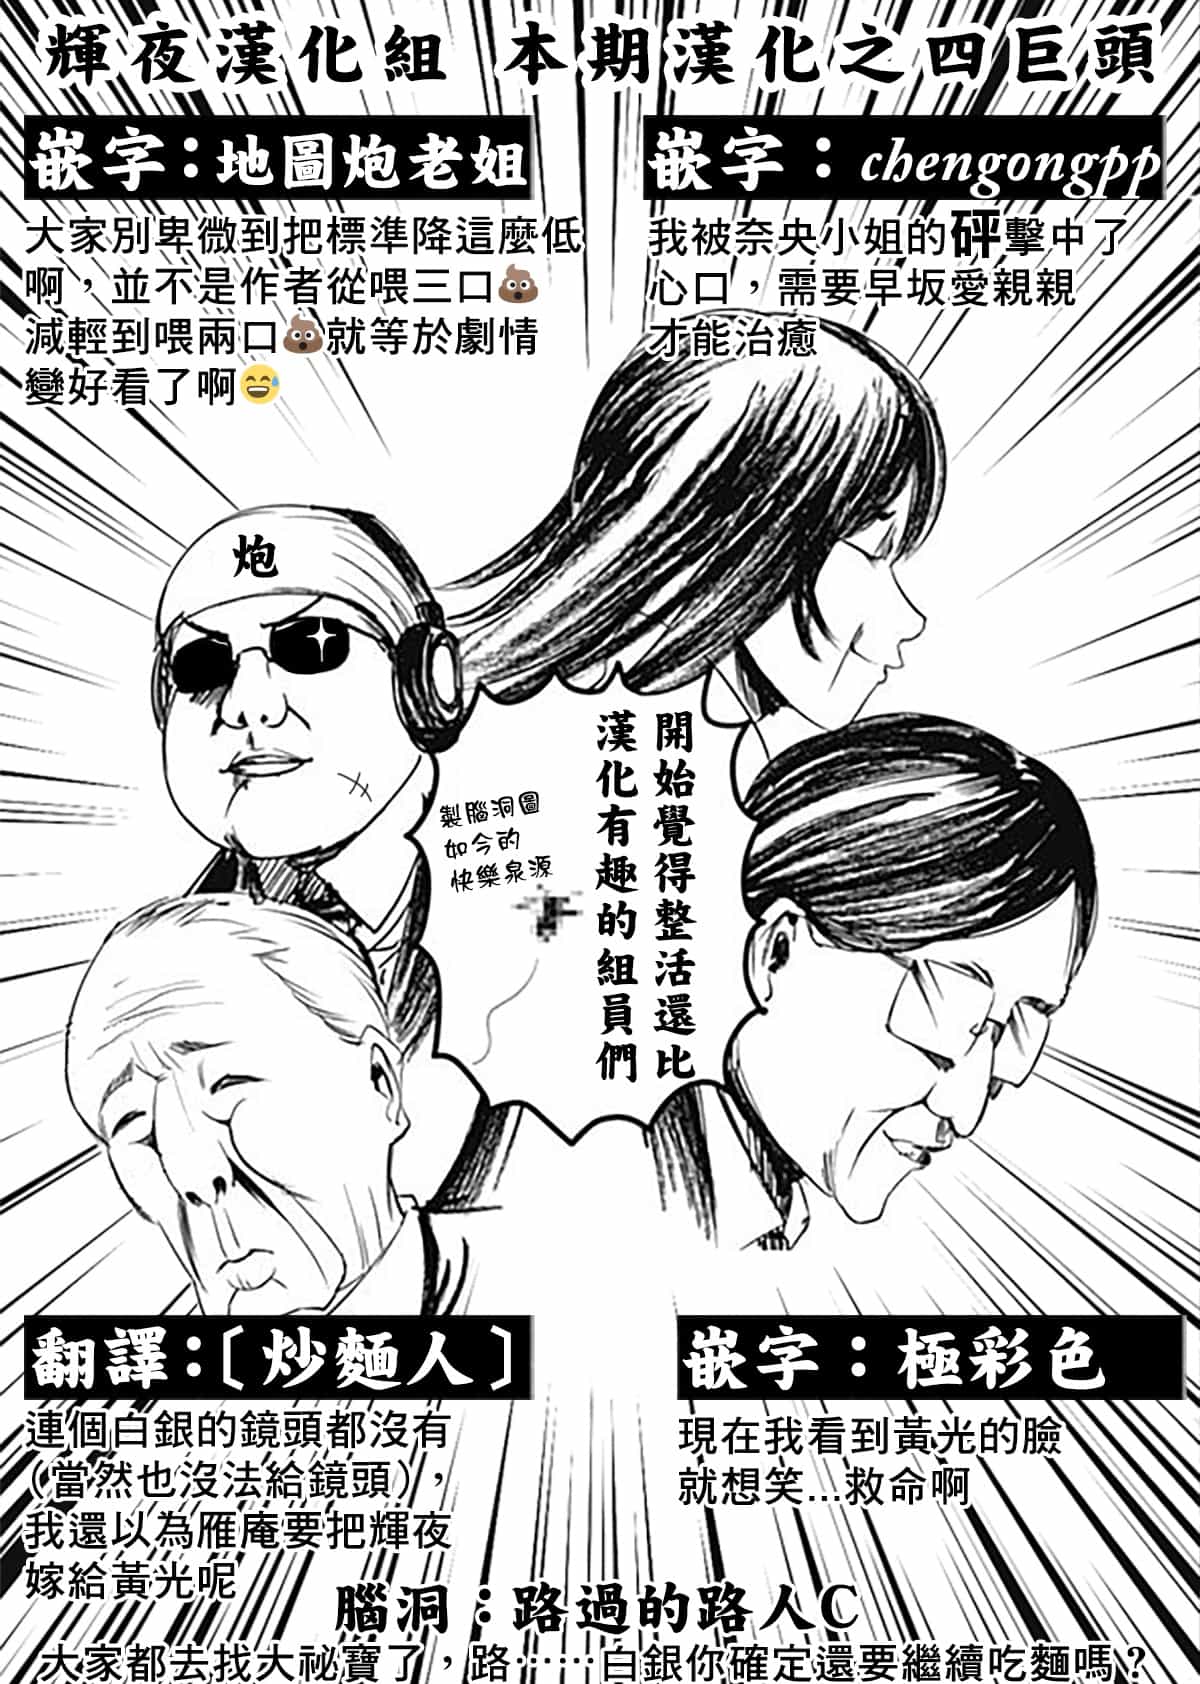 輝夜漢化組 本期漢化之四巨頭
嵌字：地圖炮老姐
大家別卑微到把標準降這麼低
啊，並不是作者從喂三口💩
減輕到喂兩口💩就等於劇情
變好看了啊😅
嵌字：chengongpp
我被奈央小姐的砰擊中了
心口，需要早坂愛親親
才能治癒
炮
開始覺得整活還比
漢化有趣的組員們
製腦洞圖
如今的
快樂泉源
翻譯：〔炒麵人〕
連個白銀的鏡頭都沒有
（當然也沒法給鏡頭），
我還以為雁庵要把輝夜
嫁給黃光呢
嵌字：極彩色
現在我看到黃光的臉
就想笑...救命啊
腦洞：路過的路人C
大家都去找大祕寶了，路……白銀你確定還要繼續吃麵嗎？